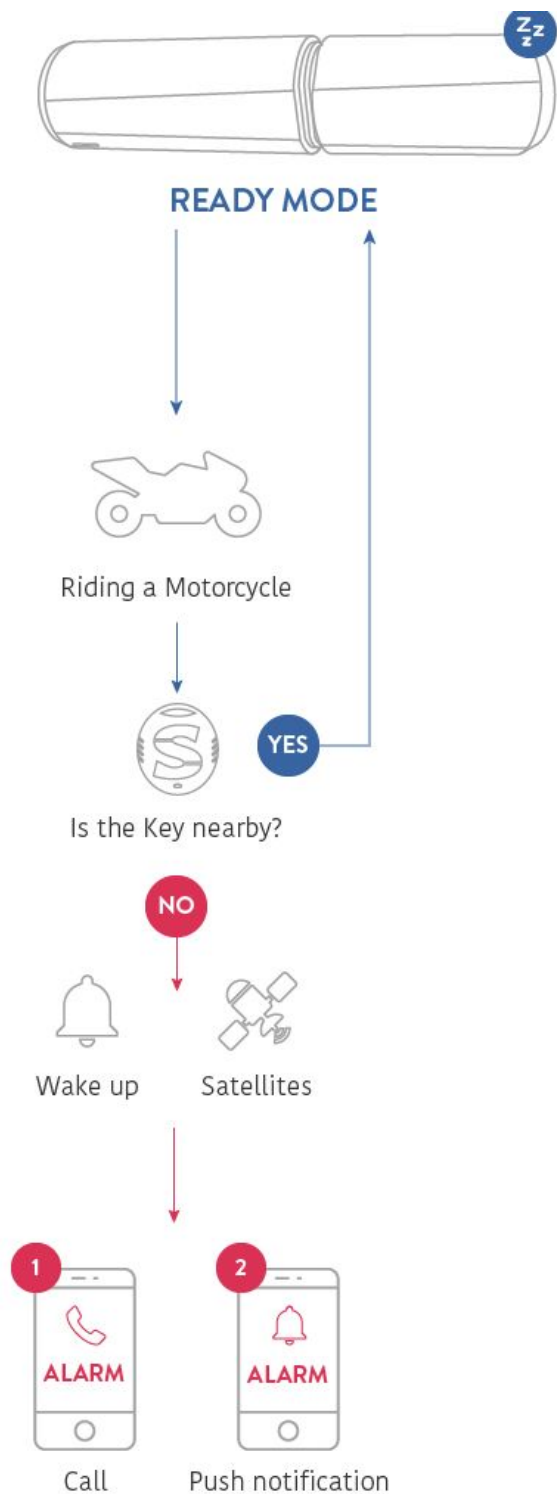 Zzz
READY MODE
Riding a Motorcycle
S
YES
Is the Key nearby?
NO
Wake up Satellites
1 2
ALARM ALARM
Call Push notification